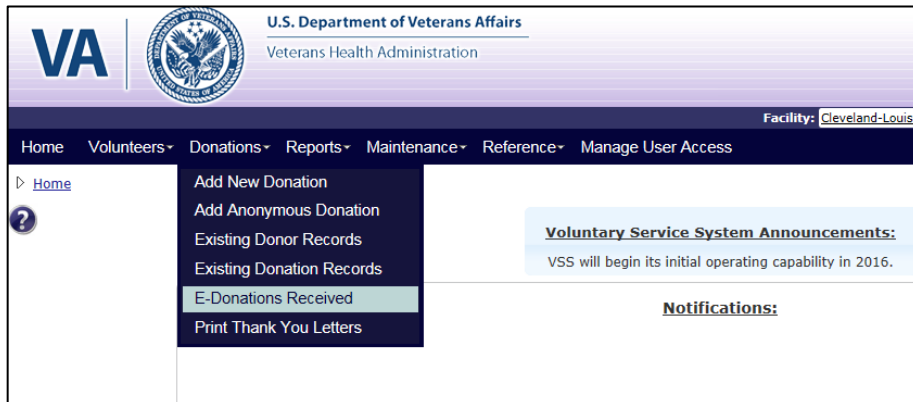 VA
U.S. Department of Veterans Affairs
Veterans Health Administration
Facility: Cleveland-Louis
Home Volunteers Donations Reports Maintenance Reference Manage User Access
Home
?
Add New Donation
Add Anonymous Donation
Existing Donor Records
Existing Donation Records
E-Donations Received
Print Thank You Letters
Voluntary Service System Announcements:
VSS will begin its initial operating capability in 2016.
Notifications: